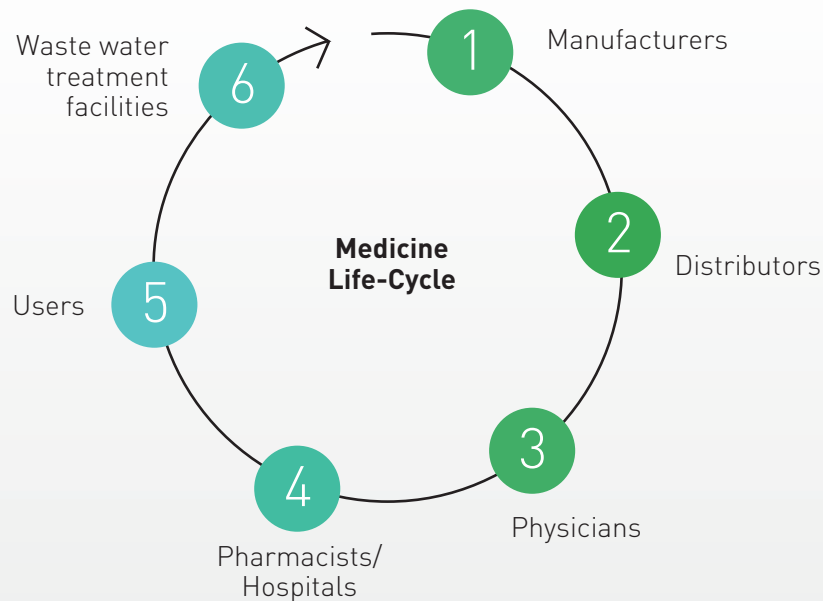 1
Manufacturers
2
Distributors
3
Physicians
4
Pharmacists/
Hospitals
5
Users
6
Waste water
treatment
facilities
Medicine
Life-Cycle